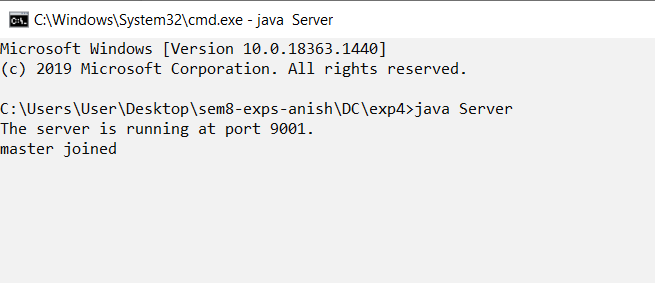 C:\Windows\System32\cmd.exe - java  Server
Microsoft Windows [Version 10.0.18363.1440]
(c) 2019 Microsoft Corporation. All rights reserved.
C:\Users\User\Desktop\sem8-exps-anish\DC\exp4>java Server
The server is running at port 9001.
master joined